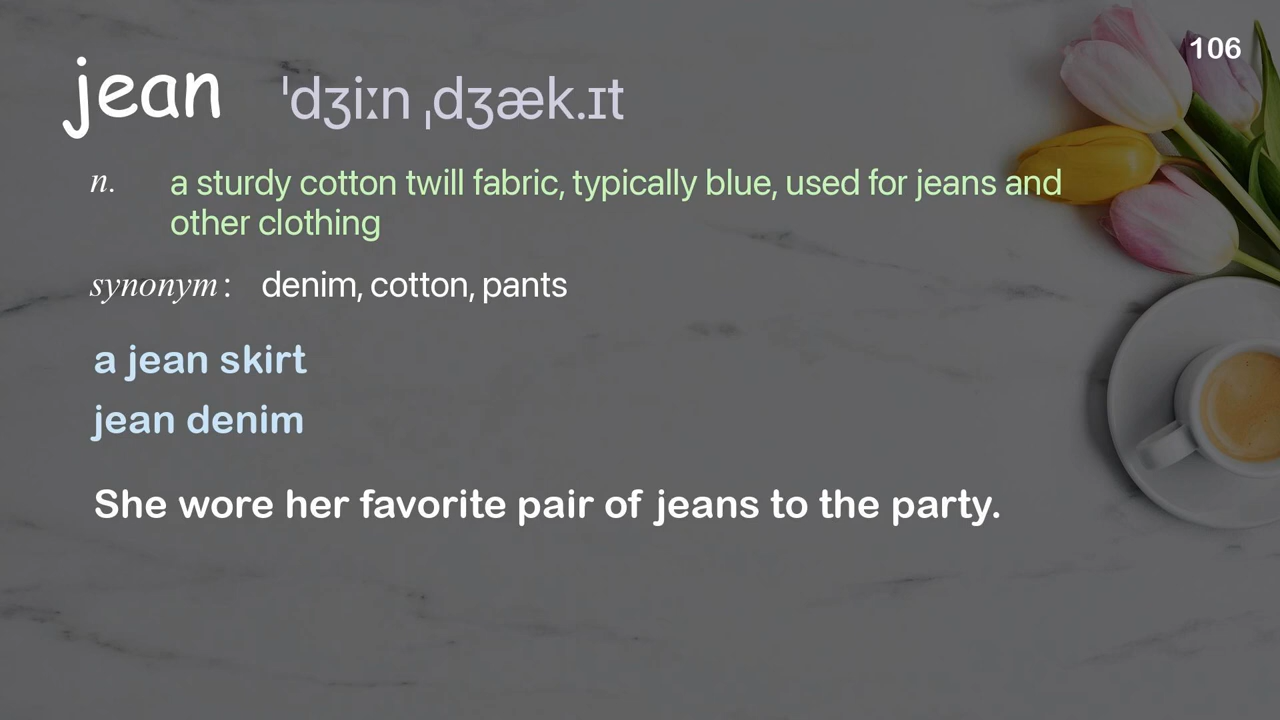 106
jean ˈdʒiːn ˌdʒæk.ɪt
n. a sturdy cotton twill fabric, typically blue, used for jeans and
other clothing
synonym : denim, cotton, pants
a jean skirt
jean denim
She wore her favorite pair of jeans to the party.